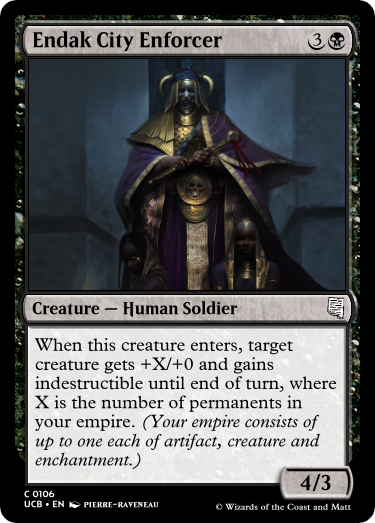 Endak City Enforcer 3
Creature — Human Soldier
When this creature enters, target
creature gets +X/+0 and gains
indestructible until end of turn, where
X is the number of permanents in
your empire. (Your empire consists of
up to one each of artifact, creature and
enchantment.)
4/3
C 0106
UCB • EN PIERRE-RAVENEAU
© Wizards of the Coast and Matt